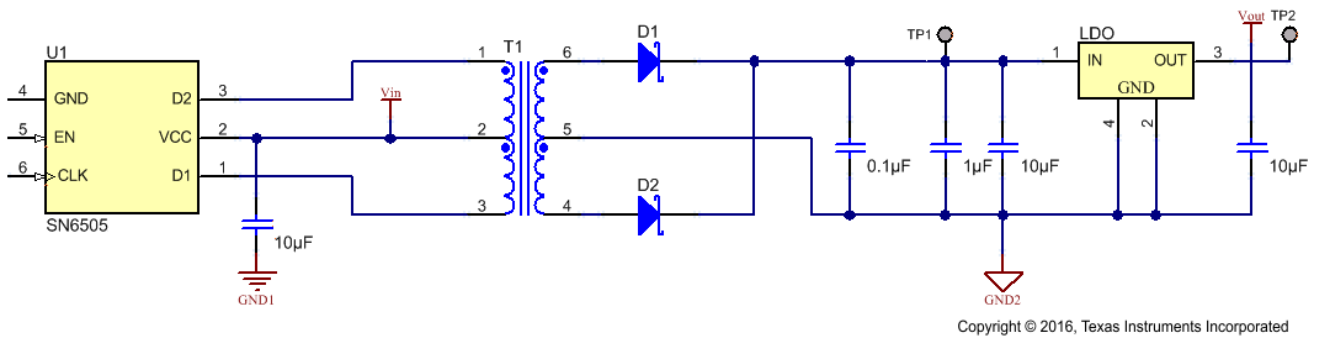 U1
SN6505
4 GND
5 EN
6 CLK
D2 3
VCC 2
D1 1
10µF
GND1
Vin
T1
1
2
3
6
5
4
D1
D2
TP1
0.1µF
1µF
10µF
GND2
LDO
1 IN
OUT 3
GND
4
2
Vout
TP2
10µF
Copyright © 2016, Texas Instruments Incorporated